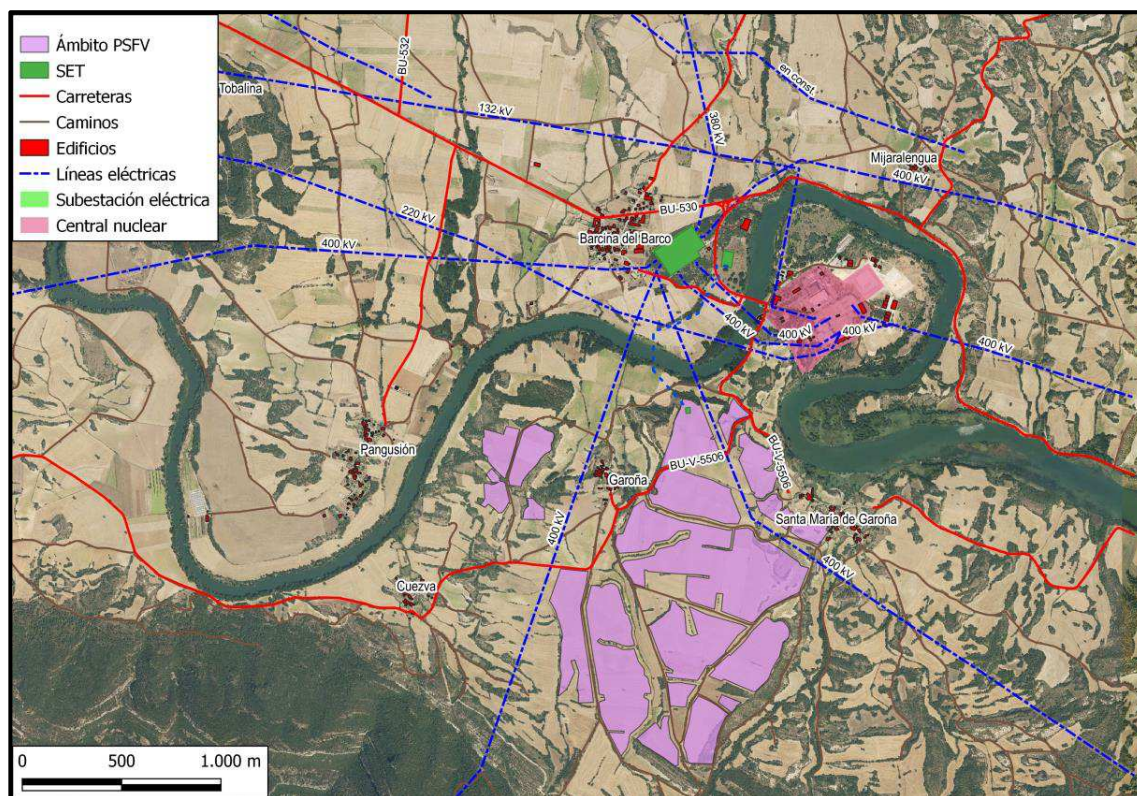 Ámbito PSFV
SET
Carreteras
Caminos
Edificios
Líneas eléctricas
Subestación eléctrica
Central nuclear
BU-532
Tobalina
132 kV
en const.
380 kV
Mijaralengua
400 kV
220 kV
BU-530
Barcina del Barco
400 kV
400 kV
400 kV
400 kV
400 kV
Pangusión
BU-V-5506
BU-V-5506
Garoña
Santa María de Garoña
400 kV
400 kV
Cuezva
0
500
1.000 m